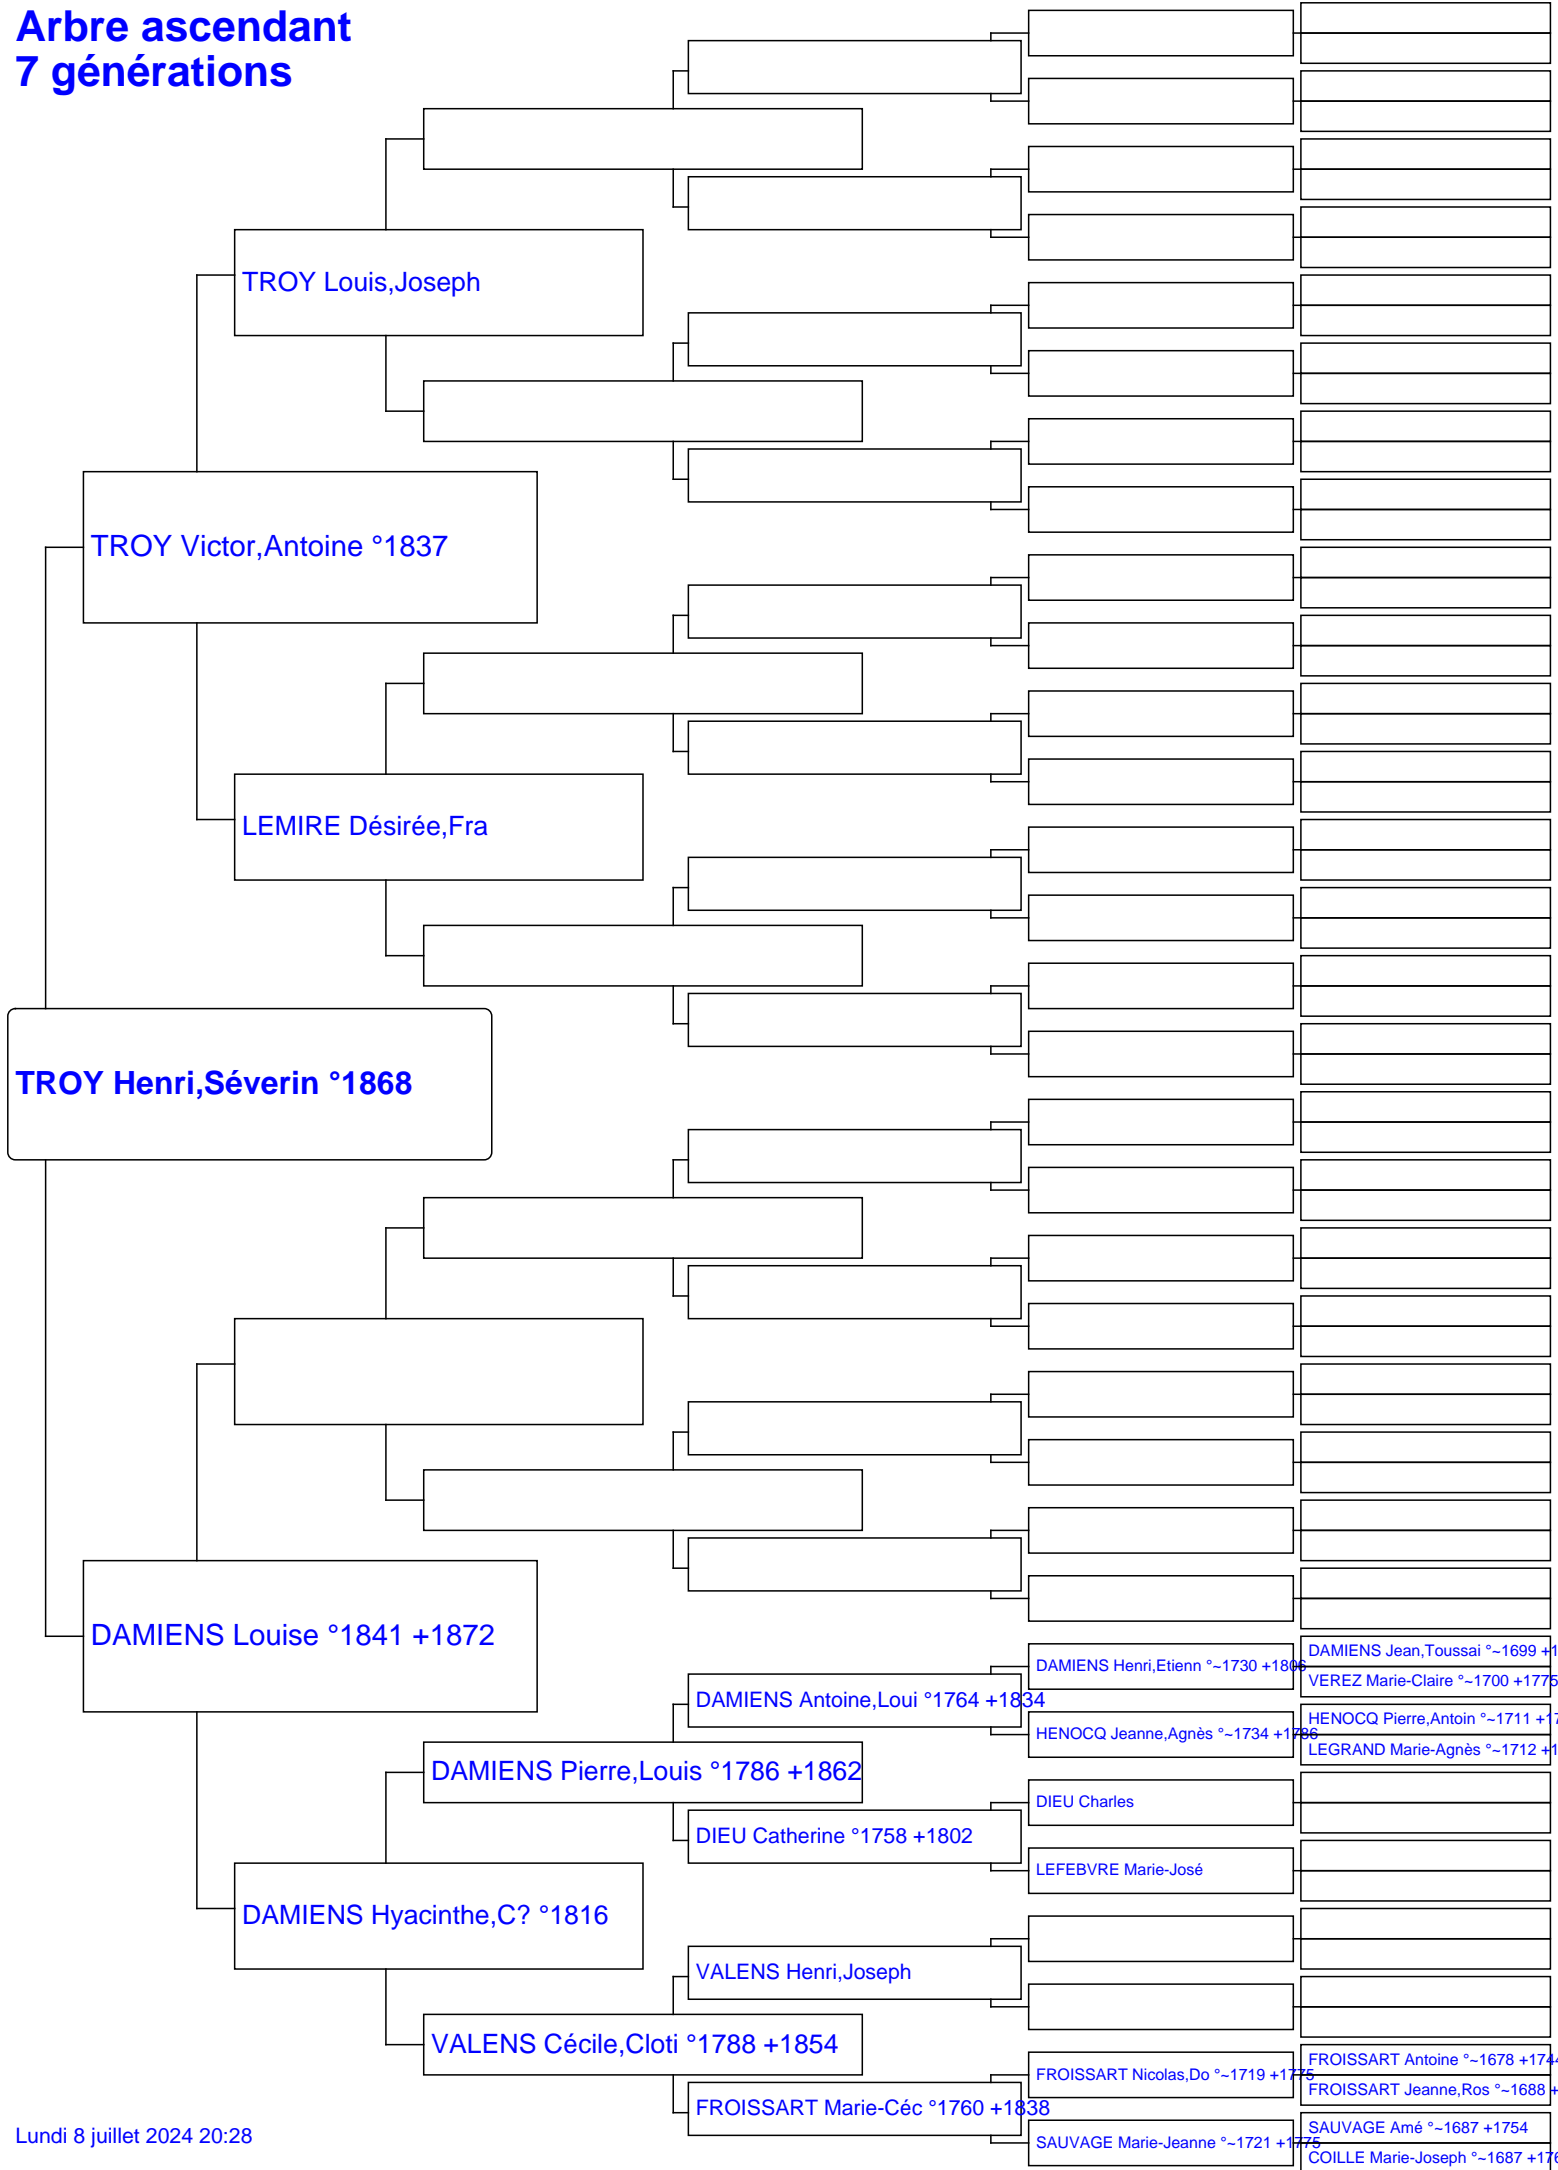 Arbre ascendant
7 générations
TROY Louis,Joseph
TROY Victor,Antoine °1837
LEMIRE Désirée,Fra
TROY Henri,Séverin °1868
DAMIENS Louise °1841 +1872
DAMIENS Jean,Toussai °~1699 +1
DAMIENS Henri,Etienn °~1730 +1806
VEREZ Marie-Claire °~1700 +1775
DAMIENS Antoine,Loui °1764 +1834
HENOCQ Pierre,Antoin °~1711 +17
HENOCQ Jeanne,Agnès °~1734 +1786
LEGRAND Marie-Agnès °~1712 +1
DAMIENS Pierre,Louis °1786 +1862
DIEU Charles
DIEU Catherine °1758 +1802
LEFEBVRE Marie-José
DAMIENS Hyacinthe,C? °1816
VALENS Henri,Joseph
VALENS Cécile,Cloti °1788 +1854
FROISSART Antoine °~1678 +1744
FROISSART Nicolas,Do °~1719 +1775
FROISSART Jeanne,Ros °~1688 +
FROISSART Marie-Céc °1760 +1838
SAUVAGE Amé °~1687 +1754
SAUVAGE Marie-Jeanne °~1721 +1775
COILLE Marie-Joseph °~1687 +176
Lundi 8 juillet 2024 20:28